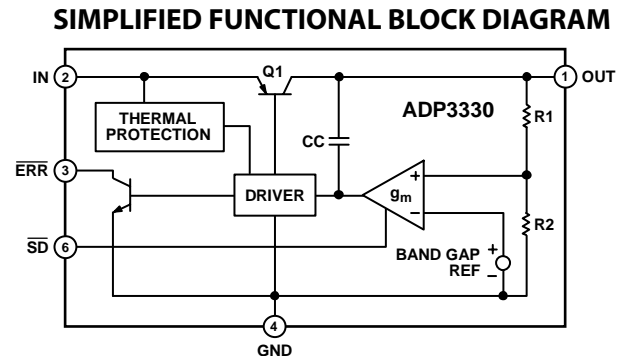 SIMPLIFIED FUNCTIONAL BLOCK DIAGRAM
IN 2
Q1
1 OUT
THERMAL
PROTECTION
ADP3330
R1
CC
ERR 3
DRIVER
+
gm
−
R2
SD 6
BAND GAP
REF
+
−
4
GND